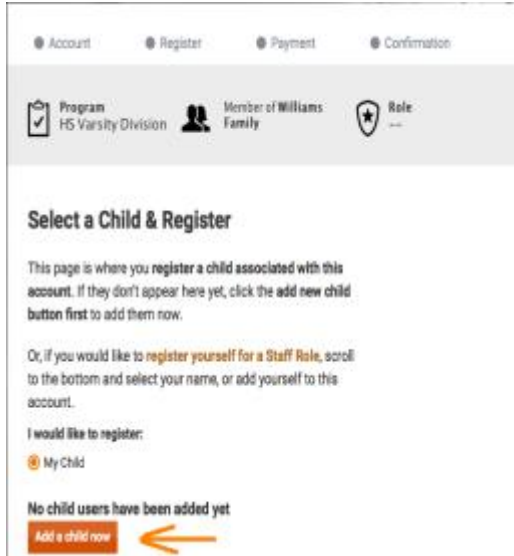 Account Register Payment Confirmation
Program Member of Williams Role
HS Varsity Division Family --
Select a Child & Register
This page is where you register a child associated with this
account. If they don't appear here yet, click the add new child
button first to add them now.
Or, if you would like to register yourself for a Staff Role, scroll
to the bottom and select your name, or add yourself to this
account.
I would like to register:
My Child
No child users have been added yet
Add a child now